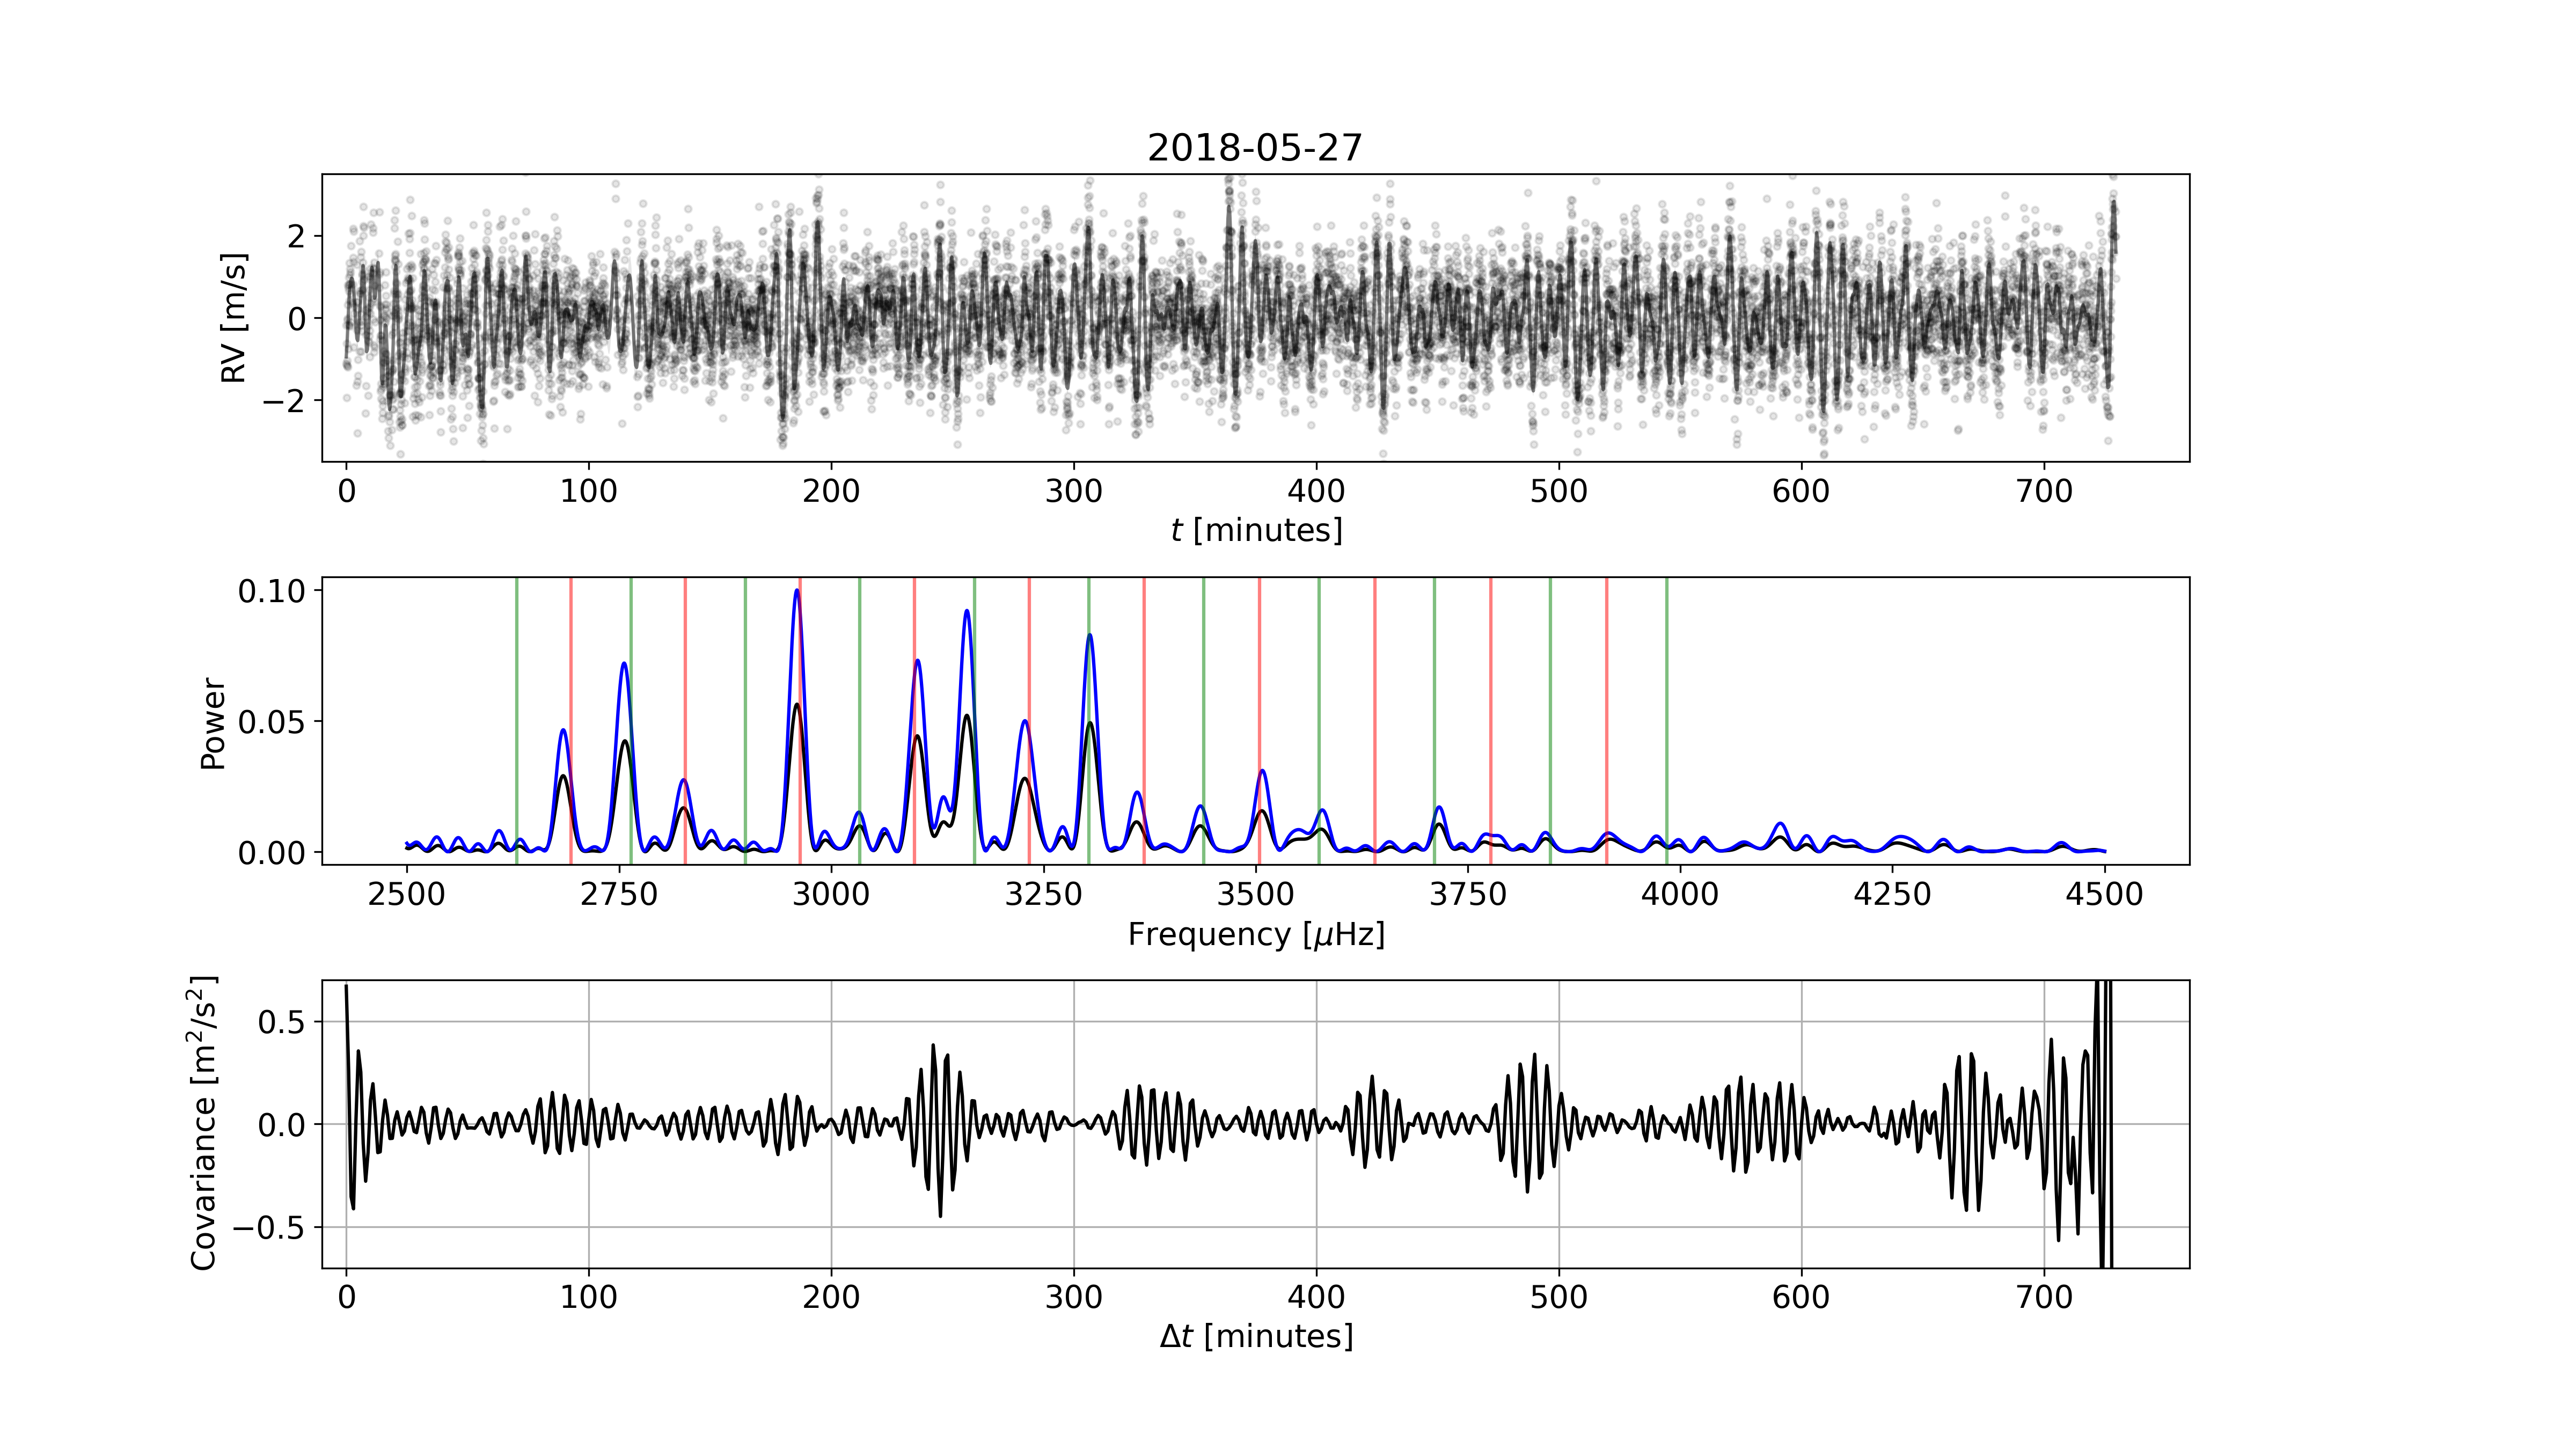 2018-05-27
RV [m/s]
2
0
−2
0 100 200 300 400 500 600 700
t [minutes]
Power
0.10
0.05
0.00
2500 2750 3000 3250 3500 3750 4000 4250 4500
Frequency [μHz]
Covariance [m²/s²]
0.5
0.0
−0.5
0 100 200 300 400 500 600 700
Δt [minutes]